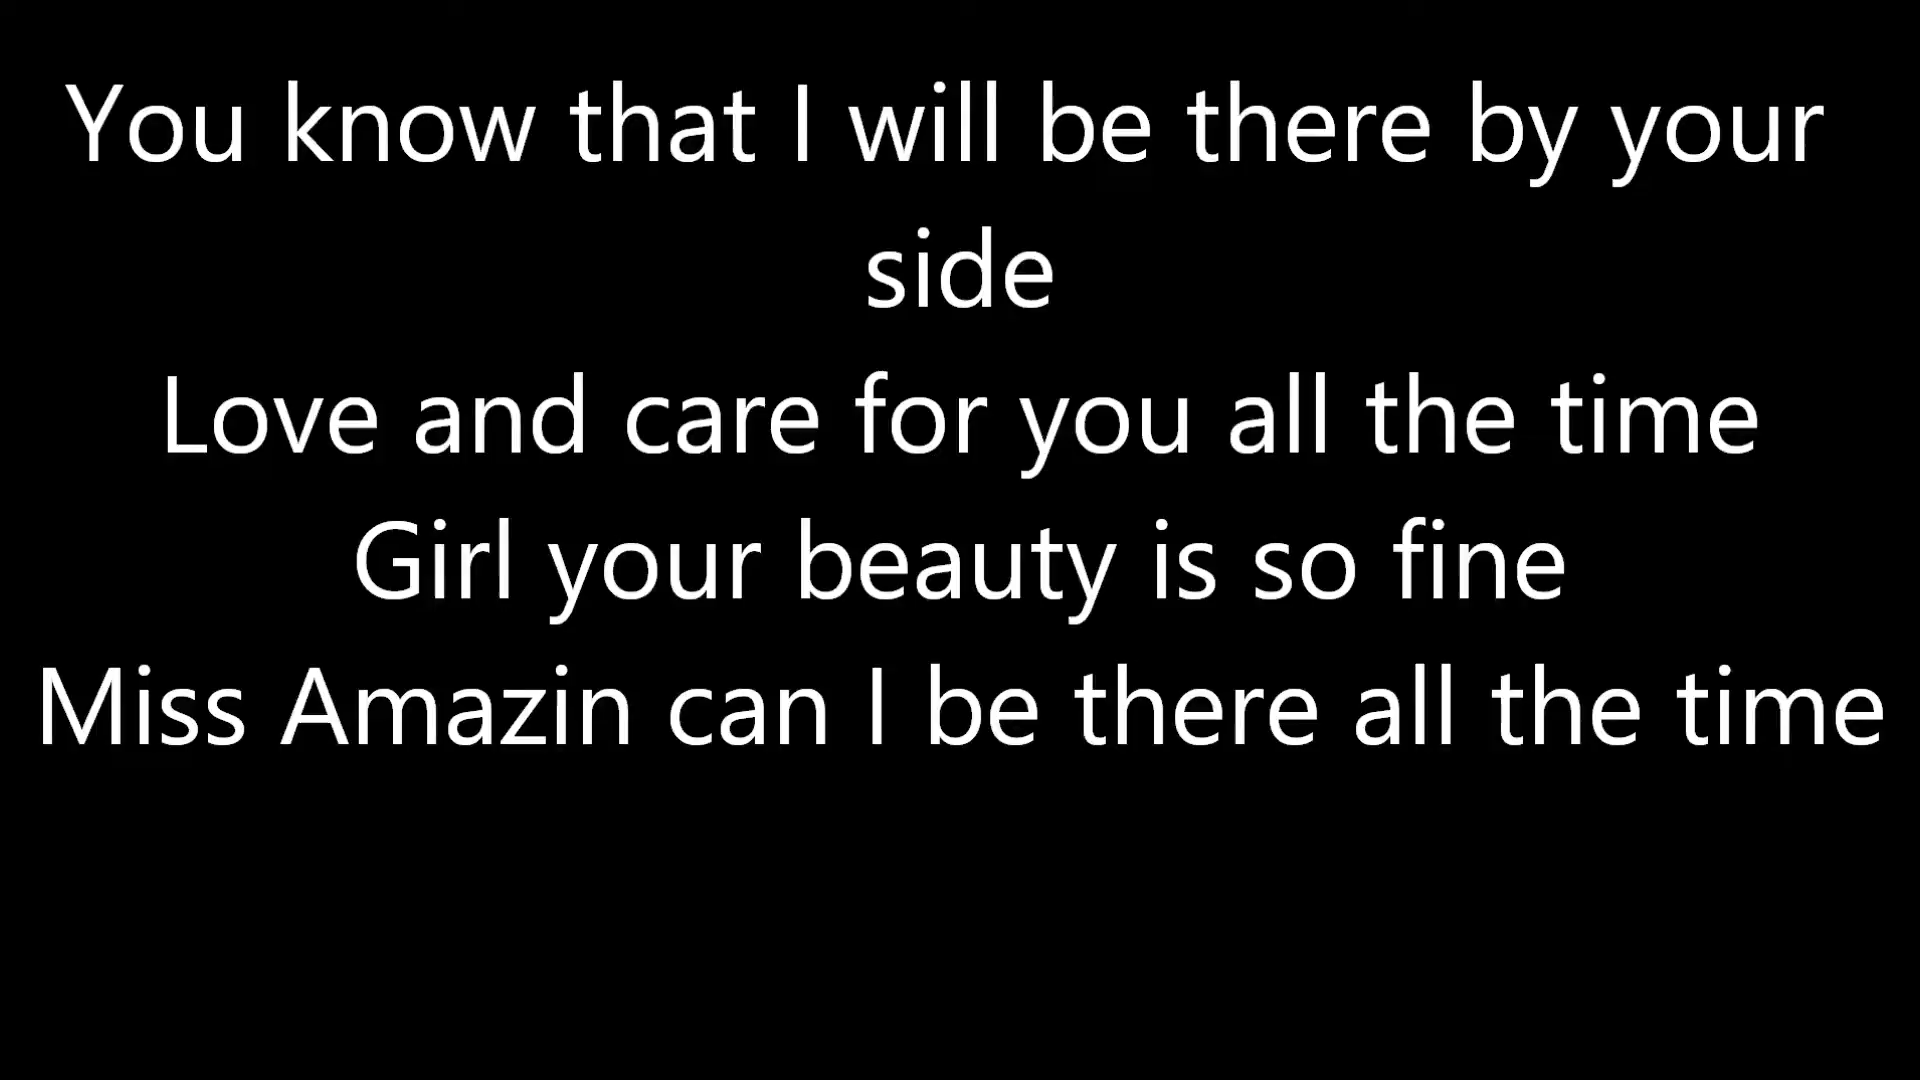 You know that I will be there by your
side
Love and care for you all the time
Girl your beauty is so fine
Miss Amazin can I be there all the time